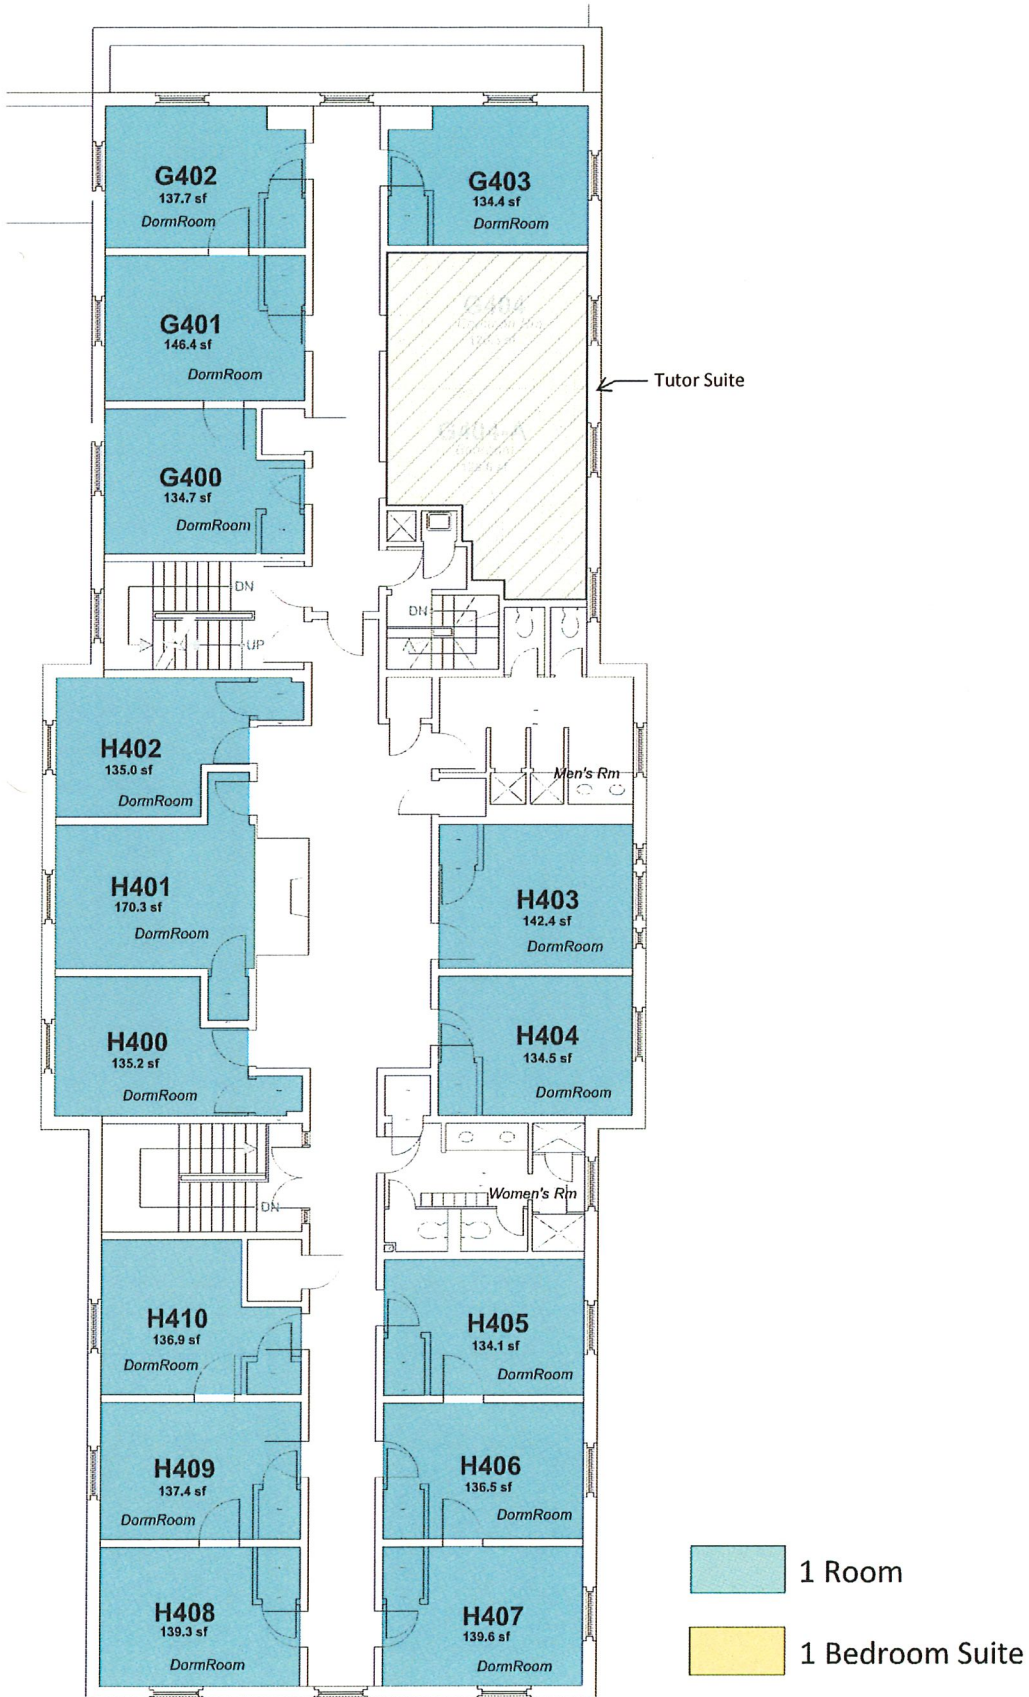 G402
137.7 sf
DormRoom
G403
134.4 sf
DormRoom
G401
146.4 sf
DormRoom
G404
Tutor Suite
G404-A
G400
134.7 sf
DormRoom
DN
UP
DN
H402
135.0 sf
DormRoom
Men's Rm
H401
170.3 sf
DormRoom
H403
142.4 sf
DormRoom
H400
135.2 sf
DormRoom
H404
134.5 sf
DormRoom
DN
Women's Rm
H410
136.9 sf
DormRoom
H405
134.1 sf
DormRoom
H409
137.4 sf
DormRoom
H406
136.5 sf
DormRoom
H408
139.3 sf
DormRoom
H407
139.6 sf
DormRoom
1 Room
1 Bedroom Suite